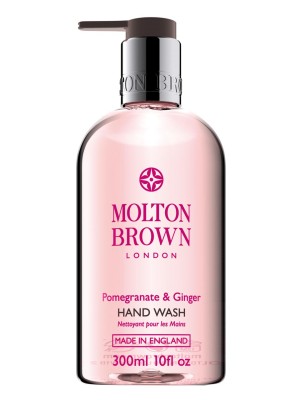 MOLTON
BROWN
LONDON
Pomegranate & Ginger
HAND WASH
Nettoyant pour les Mains
MADE IN ENGLAND
300ml 10fl oz